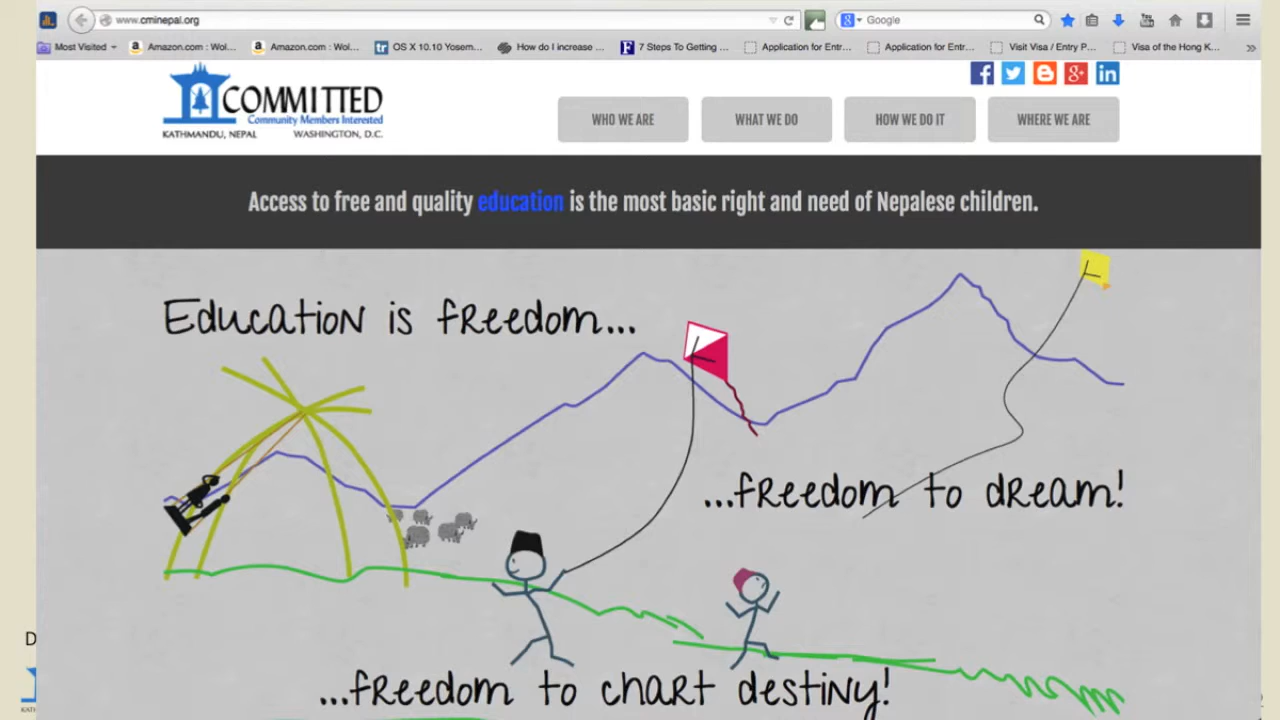 www.cminepal.org
Google
Most Visited
Amazon.com : Wol...
Amazon.com : Wol...
OS X 10.10 Yosem...
How do I increase ...
7 Steps To Getting ...
Application for Entr...
Application for Entr...
Visit Visa / Entry P...
Visa of the Hong K...
COMMITTED
Community Members Interested
KATHMANDU, NEPAL WASHINGTON, D.C.
WHO WE ARE
WHAT WE DO
HOW WE DO IT
WHERE WE ARE
Access to free and quality education is the most basic right and need of Nepalese children.
Education is freedom...
...freedom to dream!
...freedom to chart destiny!
D